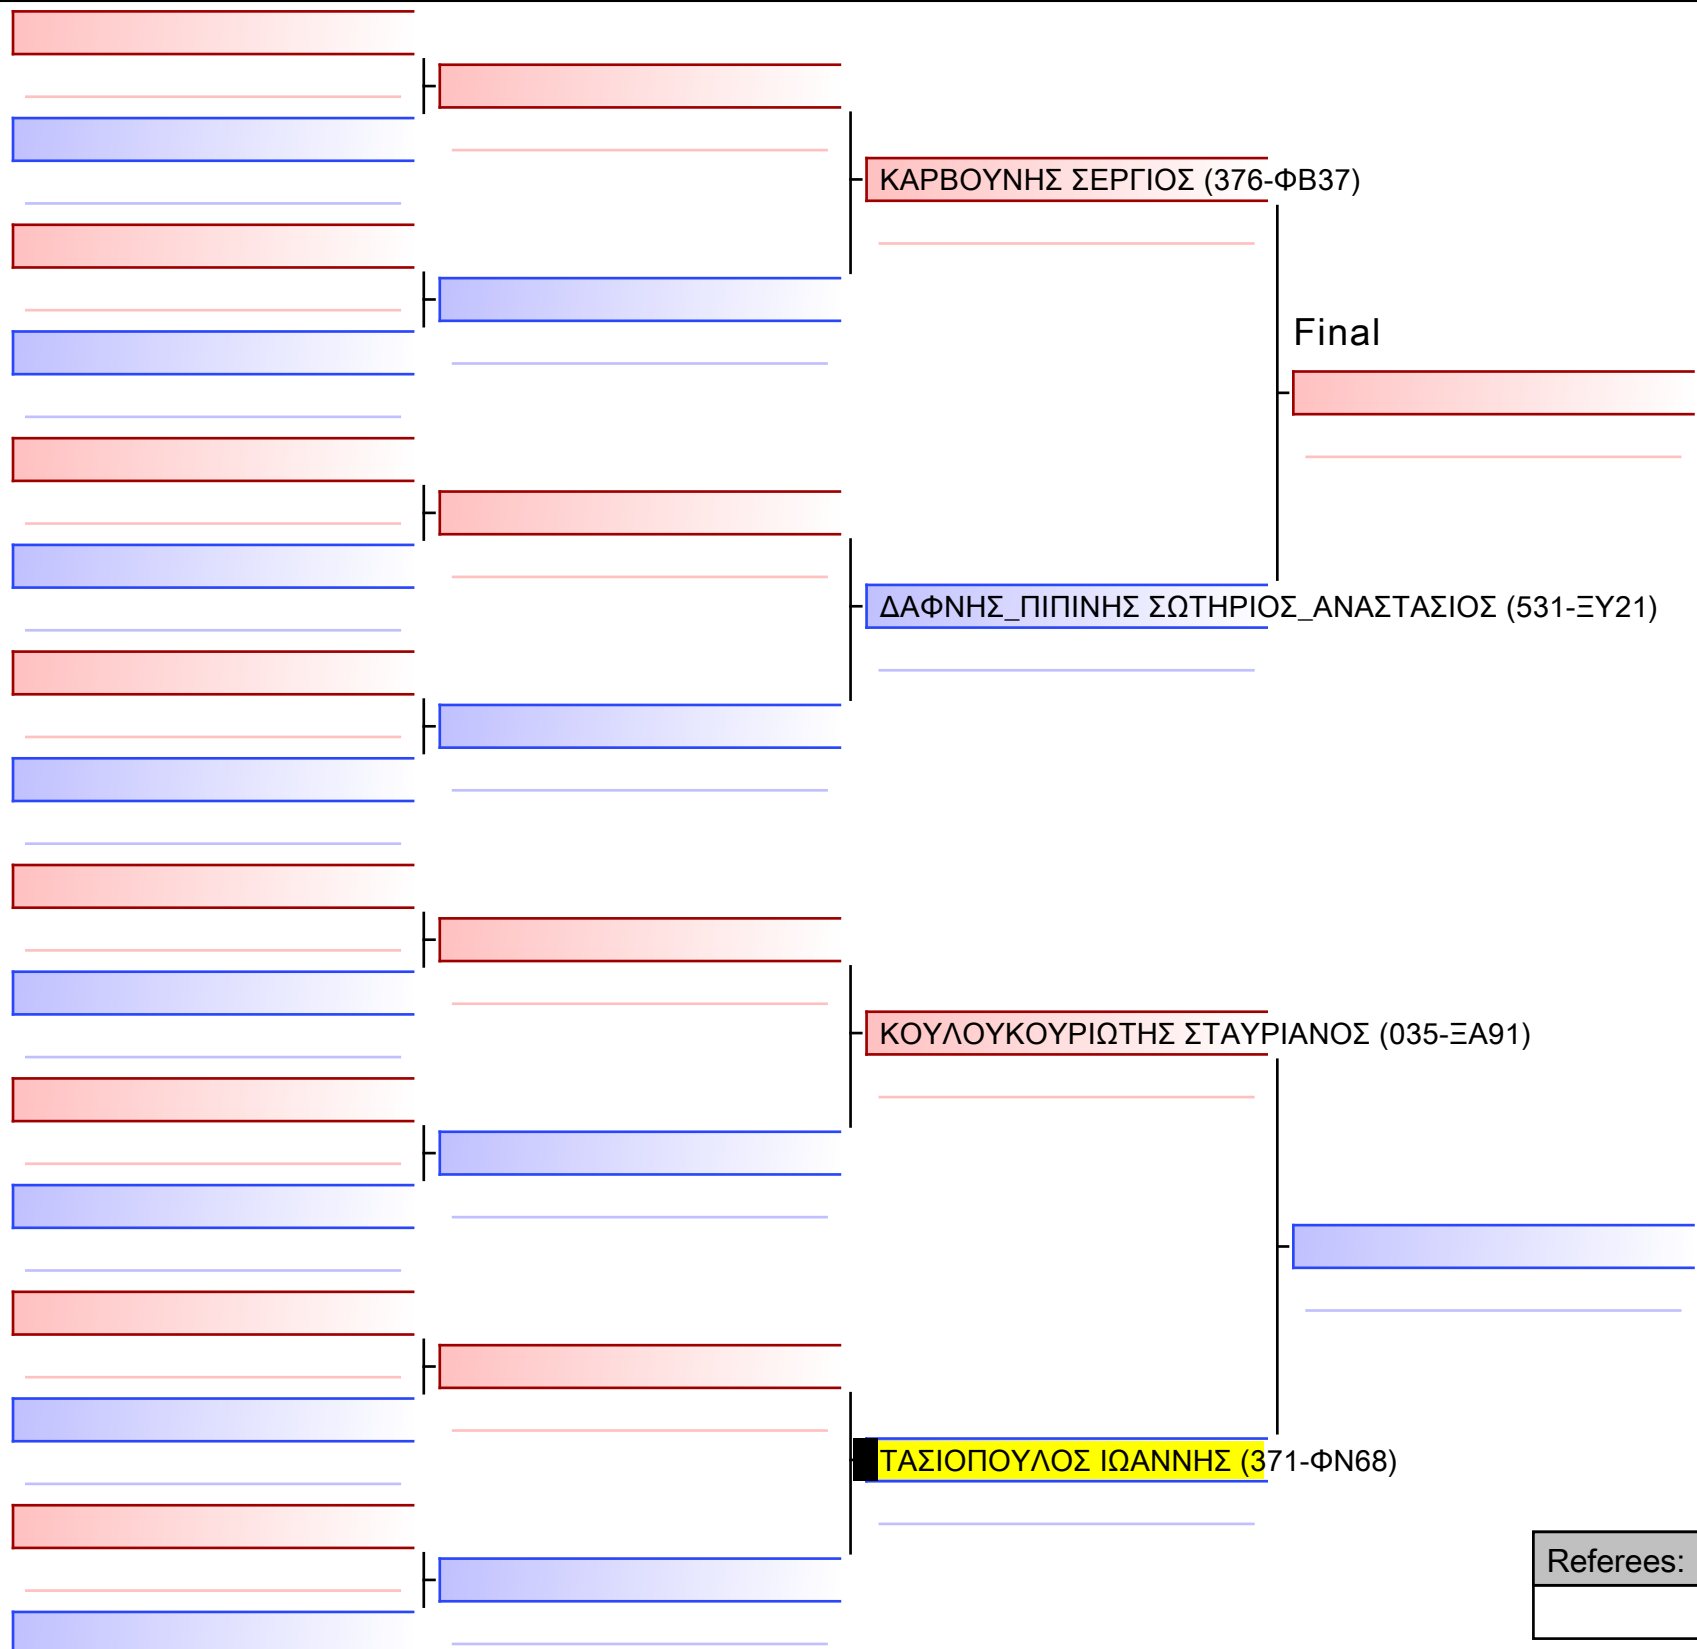 ΚΑΡΒΟΥΝΗΣ ΣΕΡΓΙΟΣ (376-ΦΒ37)
Final
ΔΑΦΝΗΣ_ΠΙΠΙΝΗΣ ΣΩΤΗΡΙΟΣ_ΑΝΑΣΤΑΣΙΟΣ (531-ΞΥ21)
ΚΟΥΛΟΥΚΟΥΡΙΩΤΗΣ ΣΤΑΥΡΙΑΝΟΣ (035-ΞΑ91)
ΤΑΣΙΟΠΟΥΛΟΣ ΙΩΑΝΝΗΣ (371-ΦΝ68)
Referees: